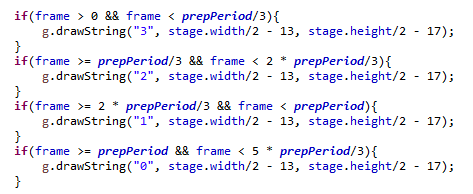 if(frame > 0 && frame < prepPeriod/3){
    g.drawString("3", stage.width/2 - 13, stage.height/2 - 17);
}
if(frame >= prepPeriod/3 && frame < 2 * prepPeriod/3){
    g.drawString("2", stage.width/2 - 13, stage.height/2 - 17);
}
if(frame >= 2 * prepPeriod/3 && frame < prepPeriod){
    g.drawString("1", stage.width/2 - 13, stage.height/2 - 17);
}
if(frame >= prepPeriod && frame < 5 * prepPeriod/3){
    g.drawString("0", stage.width/2 - 13, stage.height/2 - 17);
}